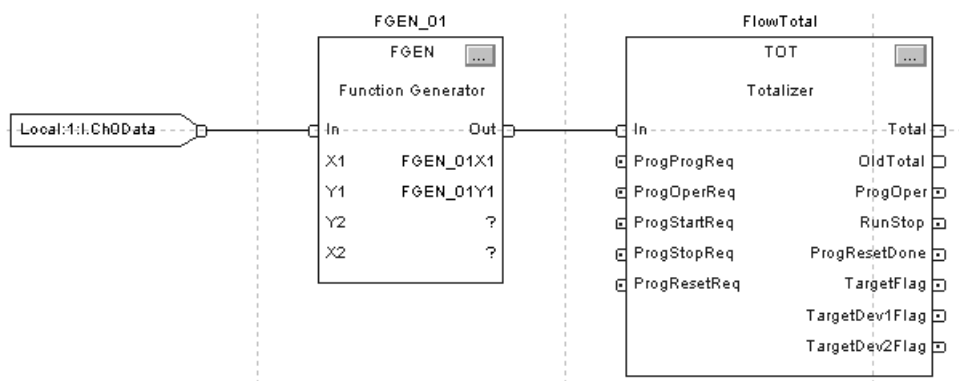 FGEN_01
FlowTotal
FGEN
...
TOT
...
Function Generator
Totalizer
Local:1:I.Ch0Data
In
Out
In
Total
X1
FGEN_01X1
ProgProgReq
OldTotal
Y1
FGEN_01Y1
ProgOperReq
ProgOper
Y2
?
ProgStartReq
RunStop
X2
?
ProgStopReq
ProgResetDone
ProgResetReq
TargetFlag
TargetDev1Flag
TargetDev2Flag